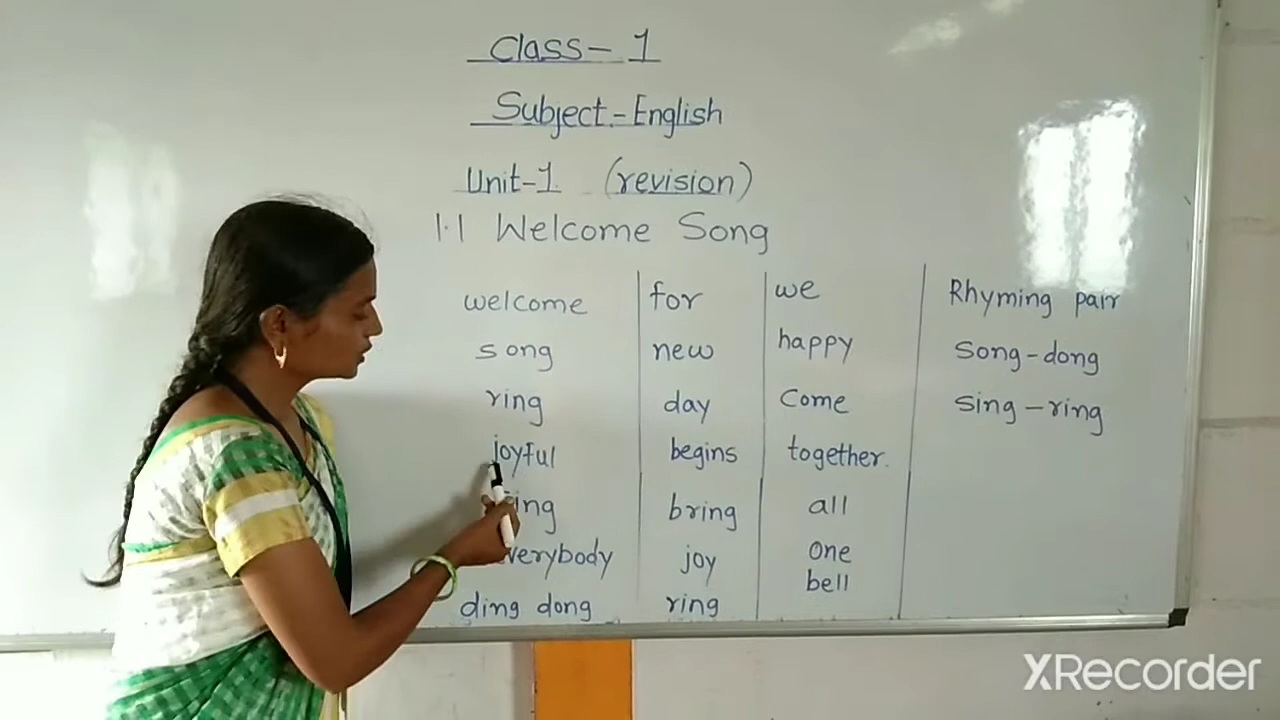 Class- 1
Subject.-English
Unit-1 (revision)
1.1 Welcome Song
welcome
song
ring
joyful
everybody
ding dong
for
new
day
begins
bring
joy
ring
we
happy
come
together.
all
one
bell
Rhyming pair
song-dong
sing-ring
XRecorder